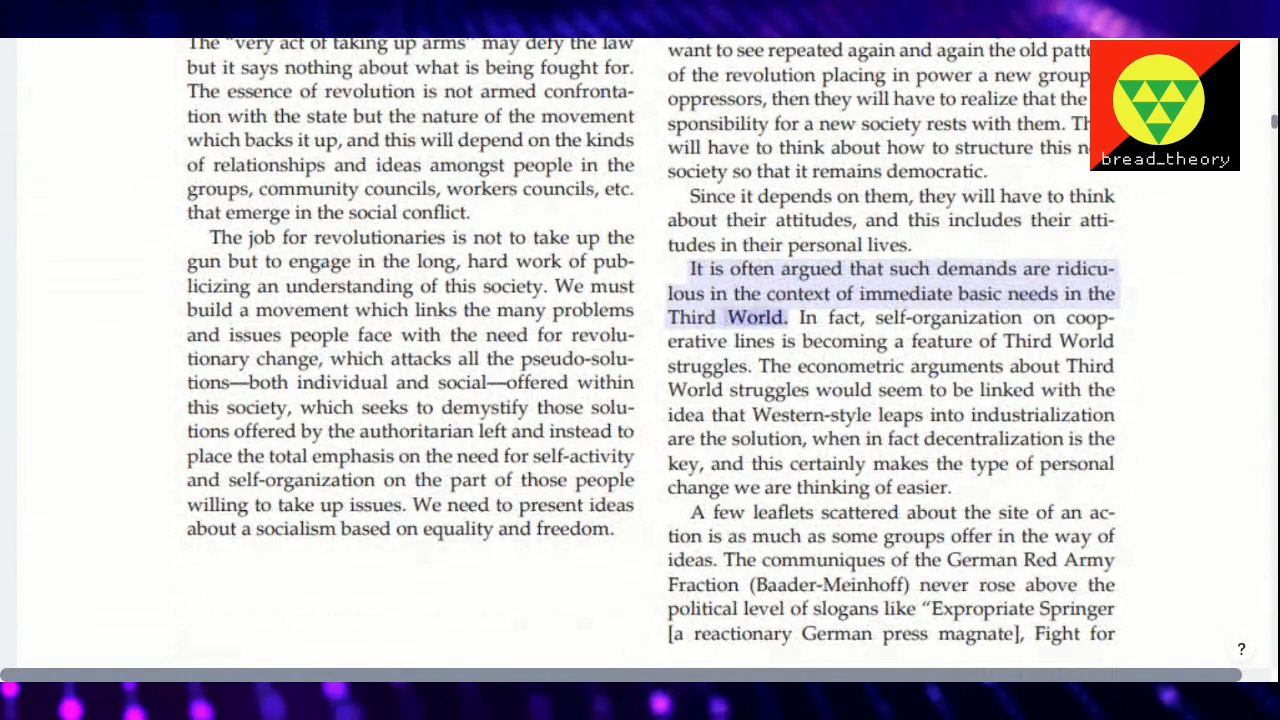 The “very act of taking up arms” may defy the law
but it says nothing about what is being fought for.
The essence of revolution is not armed confronta-
tion with the state but the nature of the movement
which backs it up, and this will depend on the kinds
of relationships and ideas amongst people in the
groups, community councils, workers councils, etc.
that emerge in the social conflict.
The job for revolutionaries is not to take up the
gun but to engage in the long, hard work of pub-
licizing an understanding of this society. We must
build a movement which links the many problems
and issues people face with the need for revolu-
tionary change, which attacks all the pseudo-solu-
tions—both individual and social—offered within
this society, which seeks to demystify those solu-
tions offered by the authoritarian left and instead to
place the total emphasis on the need for self-activity
and self-organization on the part of those people
willing to take up issues. We need to present ideas
about a socialism based on equality and freedom.
want to see repeated again and again the old
of the revolution placing in power a new group
oppressors, then they will have to realize that the
sponsibility for a new society rests with them.
will have to think about how to structure this
society so that it remains democratic.
Since it depends on them, they will have to think
about their attitudes, and this includes their atti-
tudes in their personal lives.
It is often argued that such demands are ridicu-
lous in the context of immediate basic needs in the
Third World. In fact, self-organization on coop-
erative lines is becoming a feature of Third World
struggles. The econometric arguments about Third
World struggles would seem to be linked with the
idea that Western-style leaps into industrialization
are the solution, when in fact decentralization is the
key, and this certainly makes the type of personal
change we are thinking of easier.
A few leaflets scattered about the site of an ac-
tion is as much as some groups offer in the way of
ideas. The communiques of the German Red Army
Fraction (Baader-Meinhoff) never rose above the
political level of slogans like “Expropriate Springer
[a reactionary German press magnate], Fight for
bread_theory
?